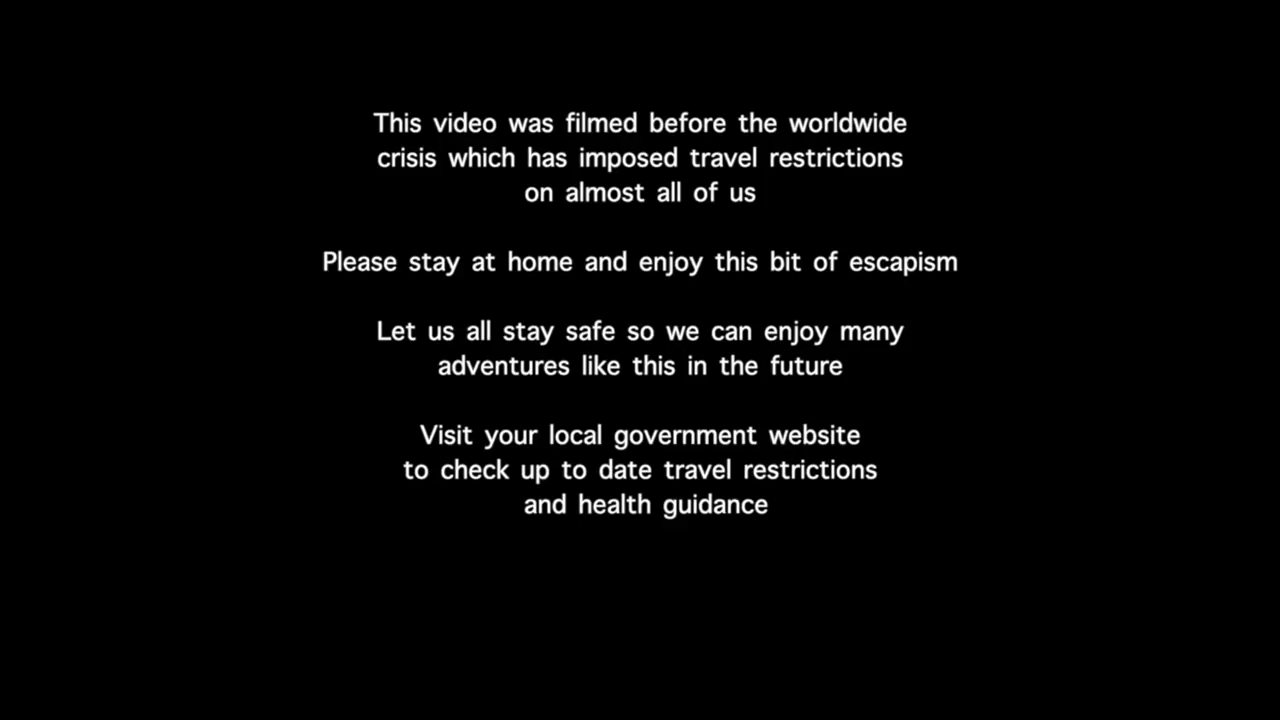 This video was filmed before the worldwide
crisis which has imposed travel restrictions
on almost all of us
Please stay at home and enjoy this bit of escapism
Let us all stay safe so we can enjoy many
adventures like this in the future
Visit your local government website
to check up to date travel restrictions
and health guidance